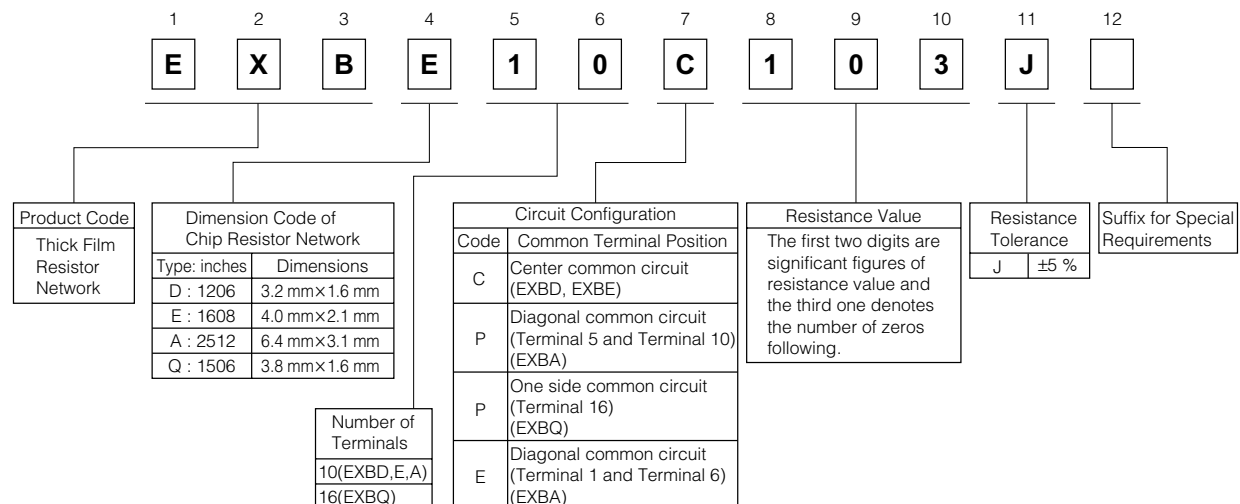 1 2 3 4 5 6 7 8 9 10 11 12
E X B E 1 0 C 1 0 3 J
Product Code
Thick Film
Resistor
Network
Dimension Code of
Chip Resistor Network
Type: inches Dimensions
D : 1206 3.2 mm×1.6 mm
E : 1608 4.0 mm×2.1 mm
A : 2512 6.4 mm×3.1 mm
Q : 1506 3.8 mm×1.6 mm
Number of
Terminals
10(EXBD,E,A)
16(EXBQ)
Circuit Configuration
Code Common Terminal Position
C Center common circuit
(EXBD, EXBE)
P Diagonal common circuit
(Terminal 5 and Terminal 10)
(EXBA)
P One side common circuit
(Terminal 16)
(EXBQ)
E Diagonal common circuit
(Terminal 1 and Terminal 6)
(EXBA)
Resistance Value
The first two digits are
significant figures of
resistance value and
the third one denotes
the number of zeros
following.
Resistance
Tolerance
J ±5 %
Suffix for Special
Requirements